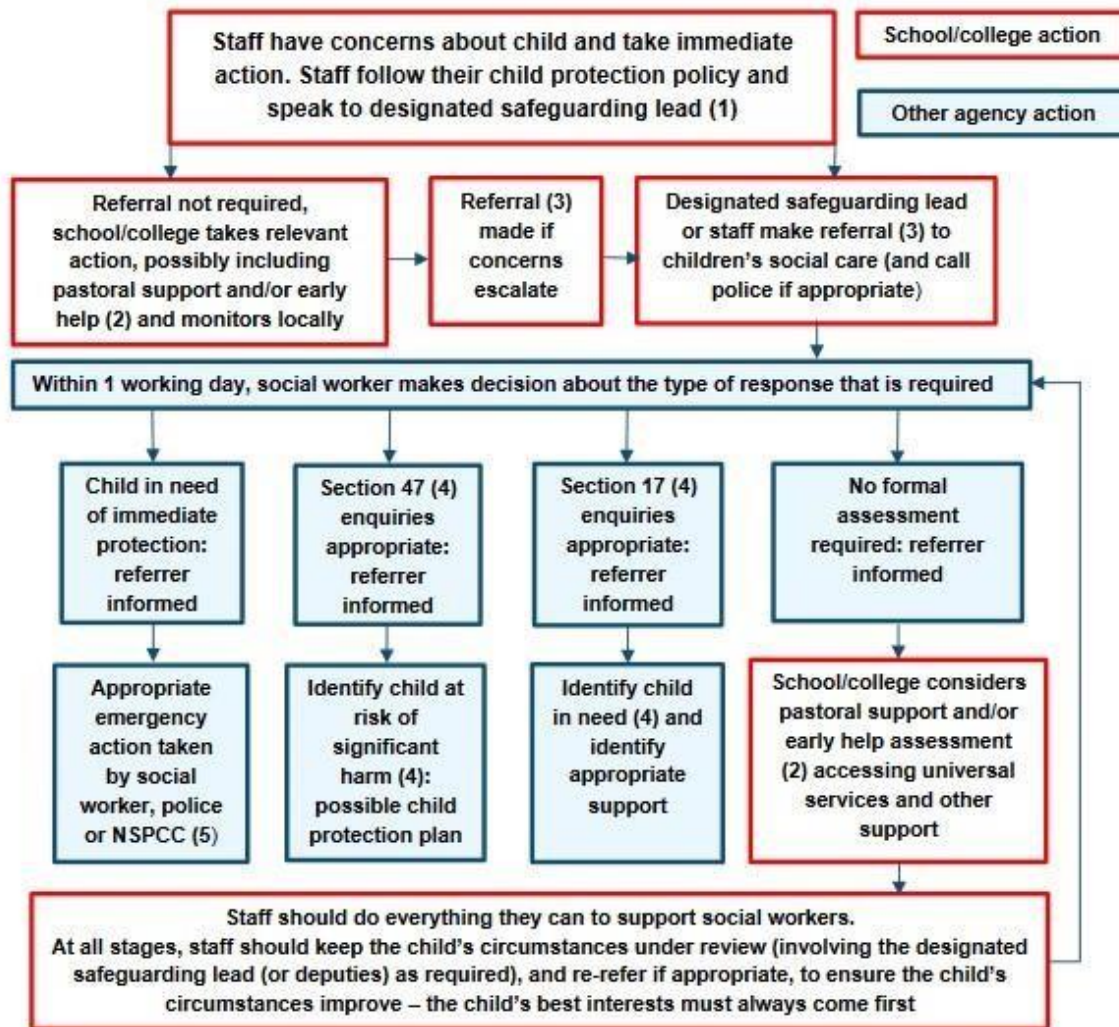 Staff have concerns about child and take immediate
action. Staff follow their child protection policy and
speak to designated safeguarding lead (1)
School/college action
Other agency action
Referral not required,
school/college takes relevant
action, possibly including
pastoral support and/or early
help (2) and monitors locally
Referral (3)
made if
concerns
escalate
Designated safeguarding lead
or staff make referral (3) to
children's social care (and call
police if appropriate)
Within 1 working day, social worker makes decision about the type of response that is required
Child in need
of immediate
protection:
referrer
informed
Section 47 (4)
enquiries
appropriate:
referrer
informed
Section 17 (4)
enquiries
appropriate:
referrer
informed
No formal
assessment
required: referrer
informed
Appropriate
emergency
action taken
by social
worker, police
or NSPCC (5)
Identify child at
risk of
significant
harm (4):
possible child
protection plan
Identify child
in need (4) and
identify
appropriate
support
School/college considers
pastoral support and/or
early help assessment
(2) accessing universal
services and other
support
Staff should do everything they can to support social workers.
At all stages, staff should keep the child's circumstances under review (involving the designated
safeguarding lead (or deputies) as required), and re-refer if appropriate, to ensure the child's
circumstances improve – the child's best interests must always come first